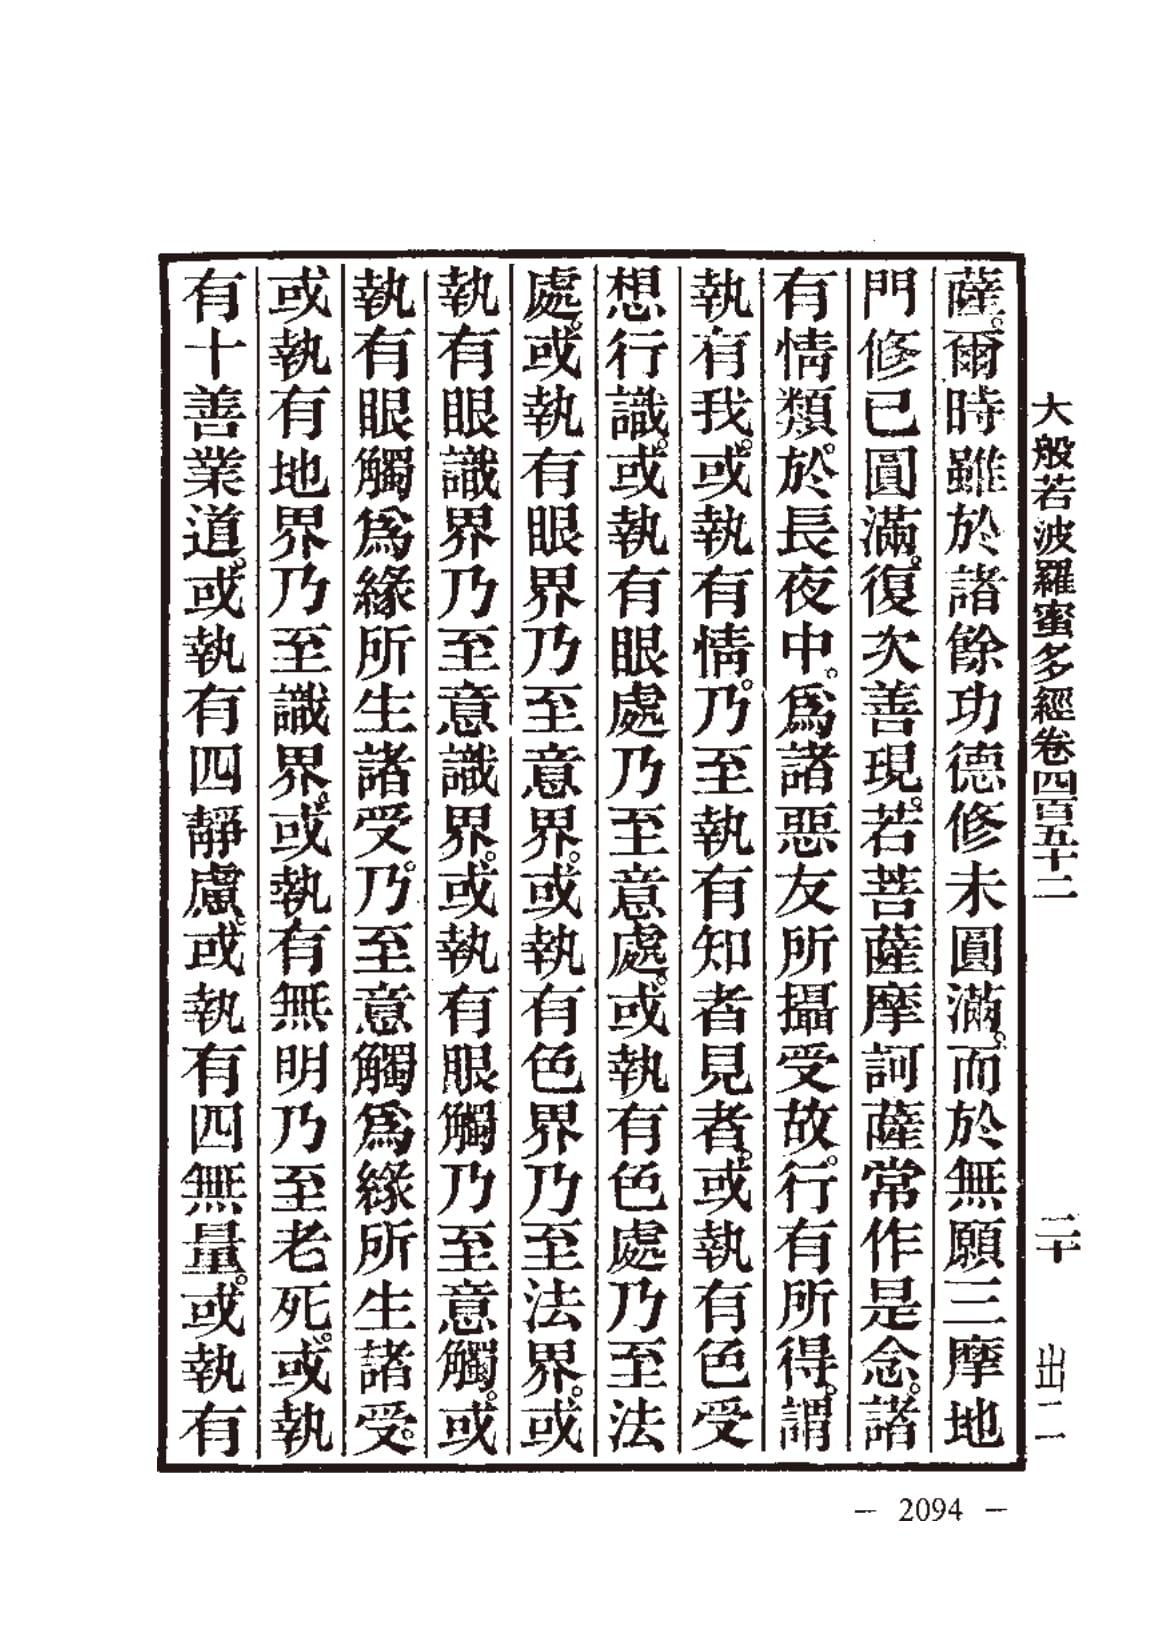 大般若波羅蜜多經卷四百五十二　二十　出二
薩。爾時雖於諸餘功德修未圓滿。而於無願三摩地
門修已圓滿。復次善現。若菩薩摩訶薩常作是念。諸
有情類。於長夜中。爲諸惡友所攝受故。行有所得。謂
執有我。或執有情。乃至執有知者見者。或執有色受
想行識。或執有眼處乃至意處。或執有色處乃至法
處。或執有眼界乃至意界。或執有色界乃至法界。或
執有眼識界乃至意識界。或執有眼觸乃至意觸。或
執有眼觸爲緣所生諸受。乃至意觸爲緣所生諸受。
或執有地界乃至識界。或執有無明乃至老死。或執
有十善業道。或執有四靜慮。或執有四無量。或執有
— 2094 —